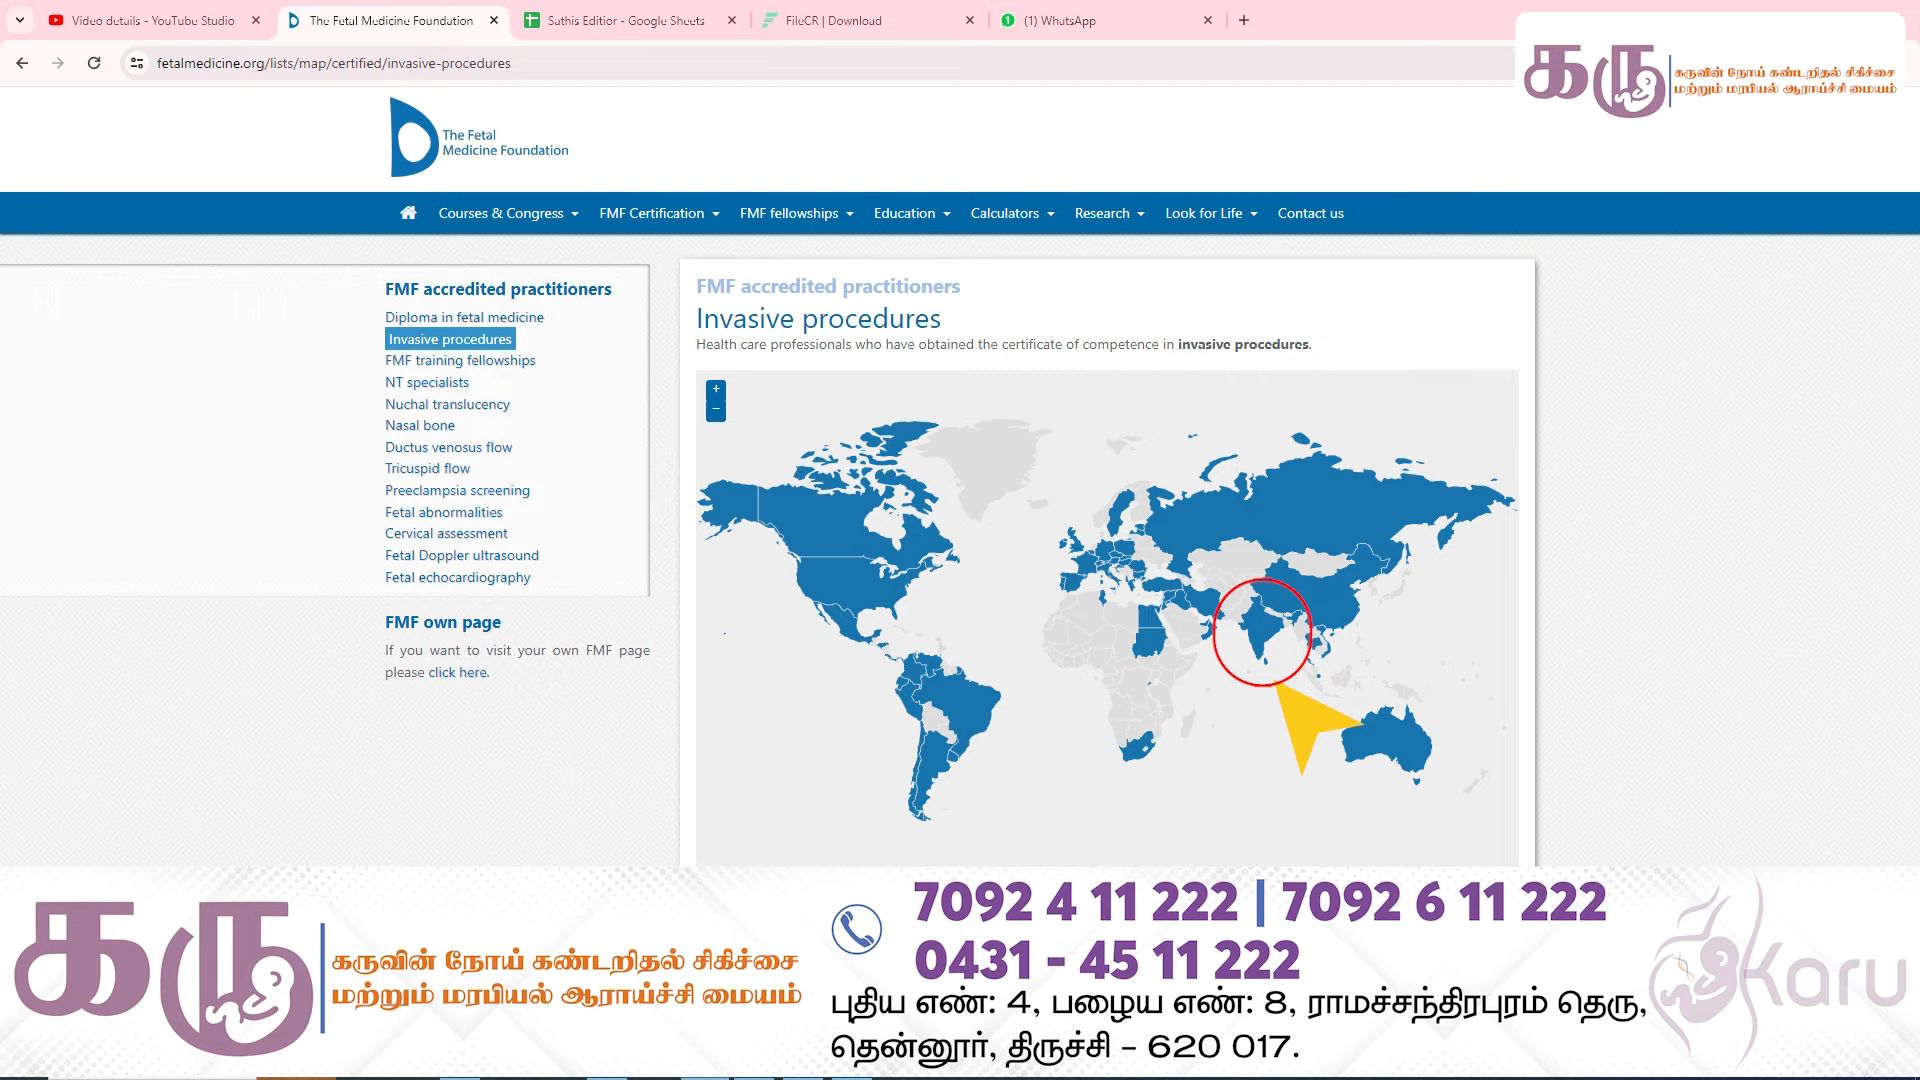 Video details - YouTube Studio
The Fetal Medicine Foundation
Suthis Editior - Google Sheets
FileCR | Download
(1) WhatsApp
fetalmedicine.org/lists/map/certified/invasive-procedures
கரு
கருவின் நோய் கண்டறிதல் சிகிச்சை
மற்றும் மரபியல் ஆராய்ச்சி மையம்
The Fetal
Medicine Foundation
Courses & Congress
FMF Certification
FMF fellowships
Education
Calculators
Research
Look for Life
Contact us
FMF accredited practitioners
Diploma in fetal medicine
Invasive procedures
FMF training fellowships
NT specialists
Nuchal translucency
Nasal bone
Ductus venosus flow
Tricuspid flow
Preeclampsia screening
Fetal abnormalities
Cervical assessment
Fetal Doppler ultrasound
Fetal echocardiography
FMF own page
If you want to visit your own FMF page
please click here.
FMF accredited practitioners
Invasive procedures
Health care professionals who have obtained the certificate of competence in invasive procedures.
+
−
கரு
கருவின் நோய் கண்டறிதல் சிகிச்சை
மற்றும் மரபியல் ஆராய்ச்சி மையம்
7092 4 11 222 | 7092 6 11 222
0431 - 45 11 222
புதிய எண்: 4, பழைய எண்: 8, ராமச்சந்திரபுரம் தெரு,
தென்னூர், திருச்சி – 620 017.
Karu